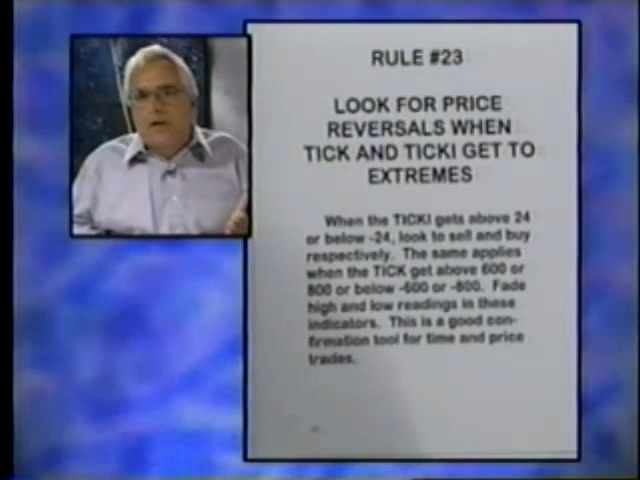 RULE #23
LOOK FOR PRICE
REVERSALS WHEN
TICK AND TICKI GET TO
EXTREMES
When the TICKI gets above 24
or below -24, look to sell and buy
respectively. The same applies
when the TICK get above 600 or
800 or below -600 or -800. Fade
high and low readings in these
indicators. This is a good con-
firmation tool for time and price
trades.